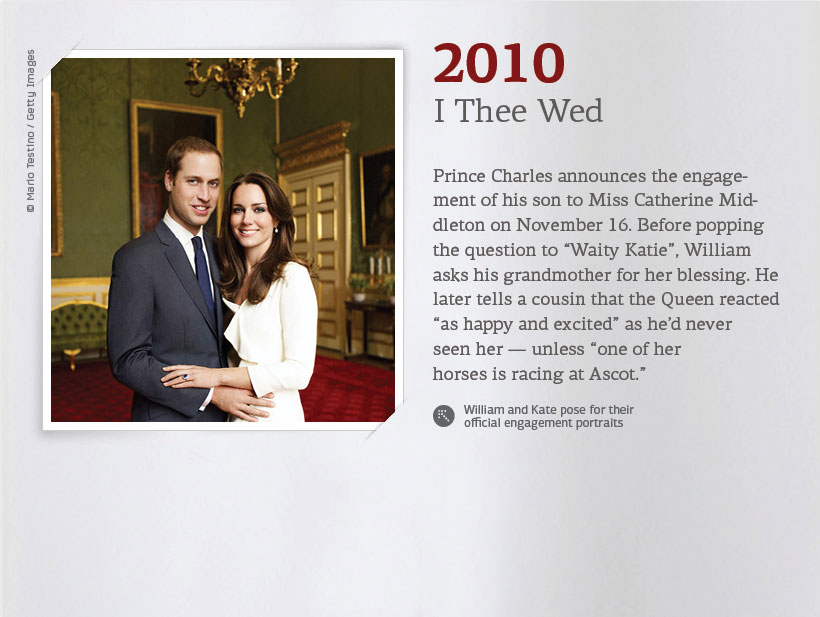 © Mario Testino / Getty Images
2010
I Thee Wed
Prince Charles announces the engage-
ment of his son to Miss Catherine Mid-
dleton on November 16. Before popping
the question to “Waity Katie”, William
asks his grandmother for her blessing. He
later tells a cousin that the Queen reacted
“as happy and excited” as he’d never
seen her — unless “one of her
horses is racing at Ascot.”
William and Kate pose for their
official engagement portraits